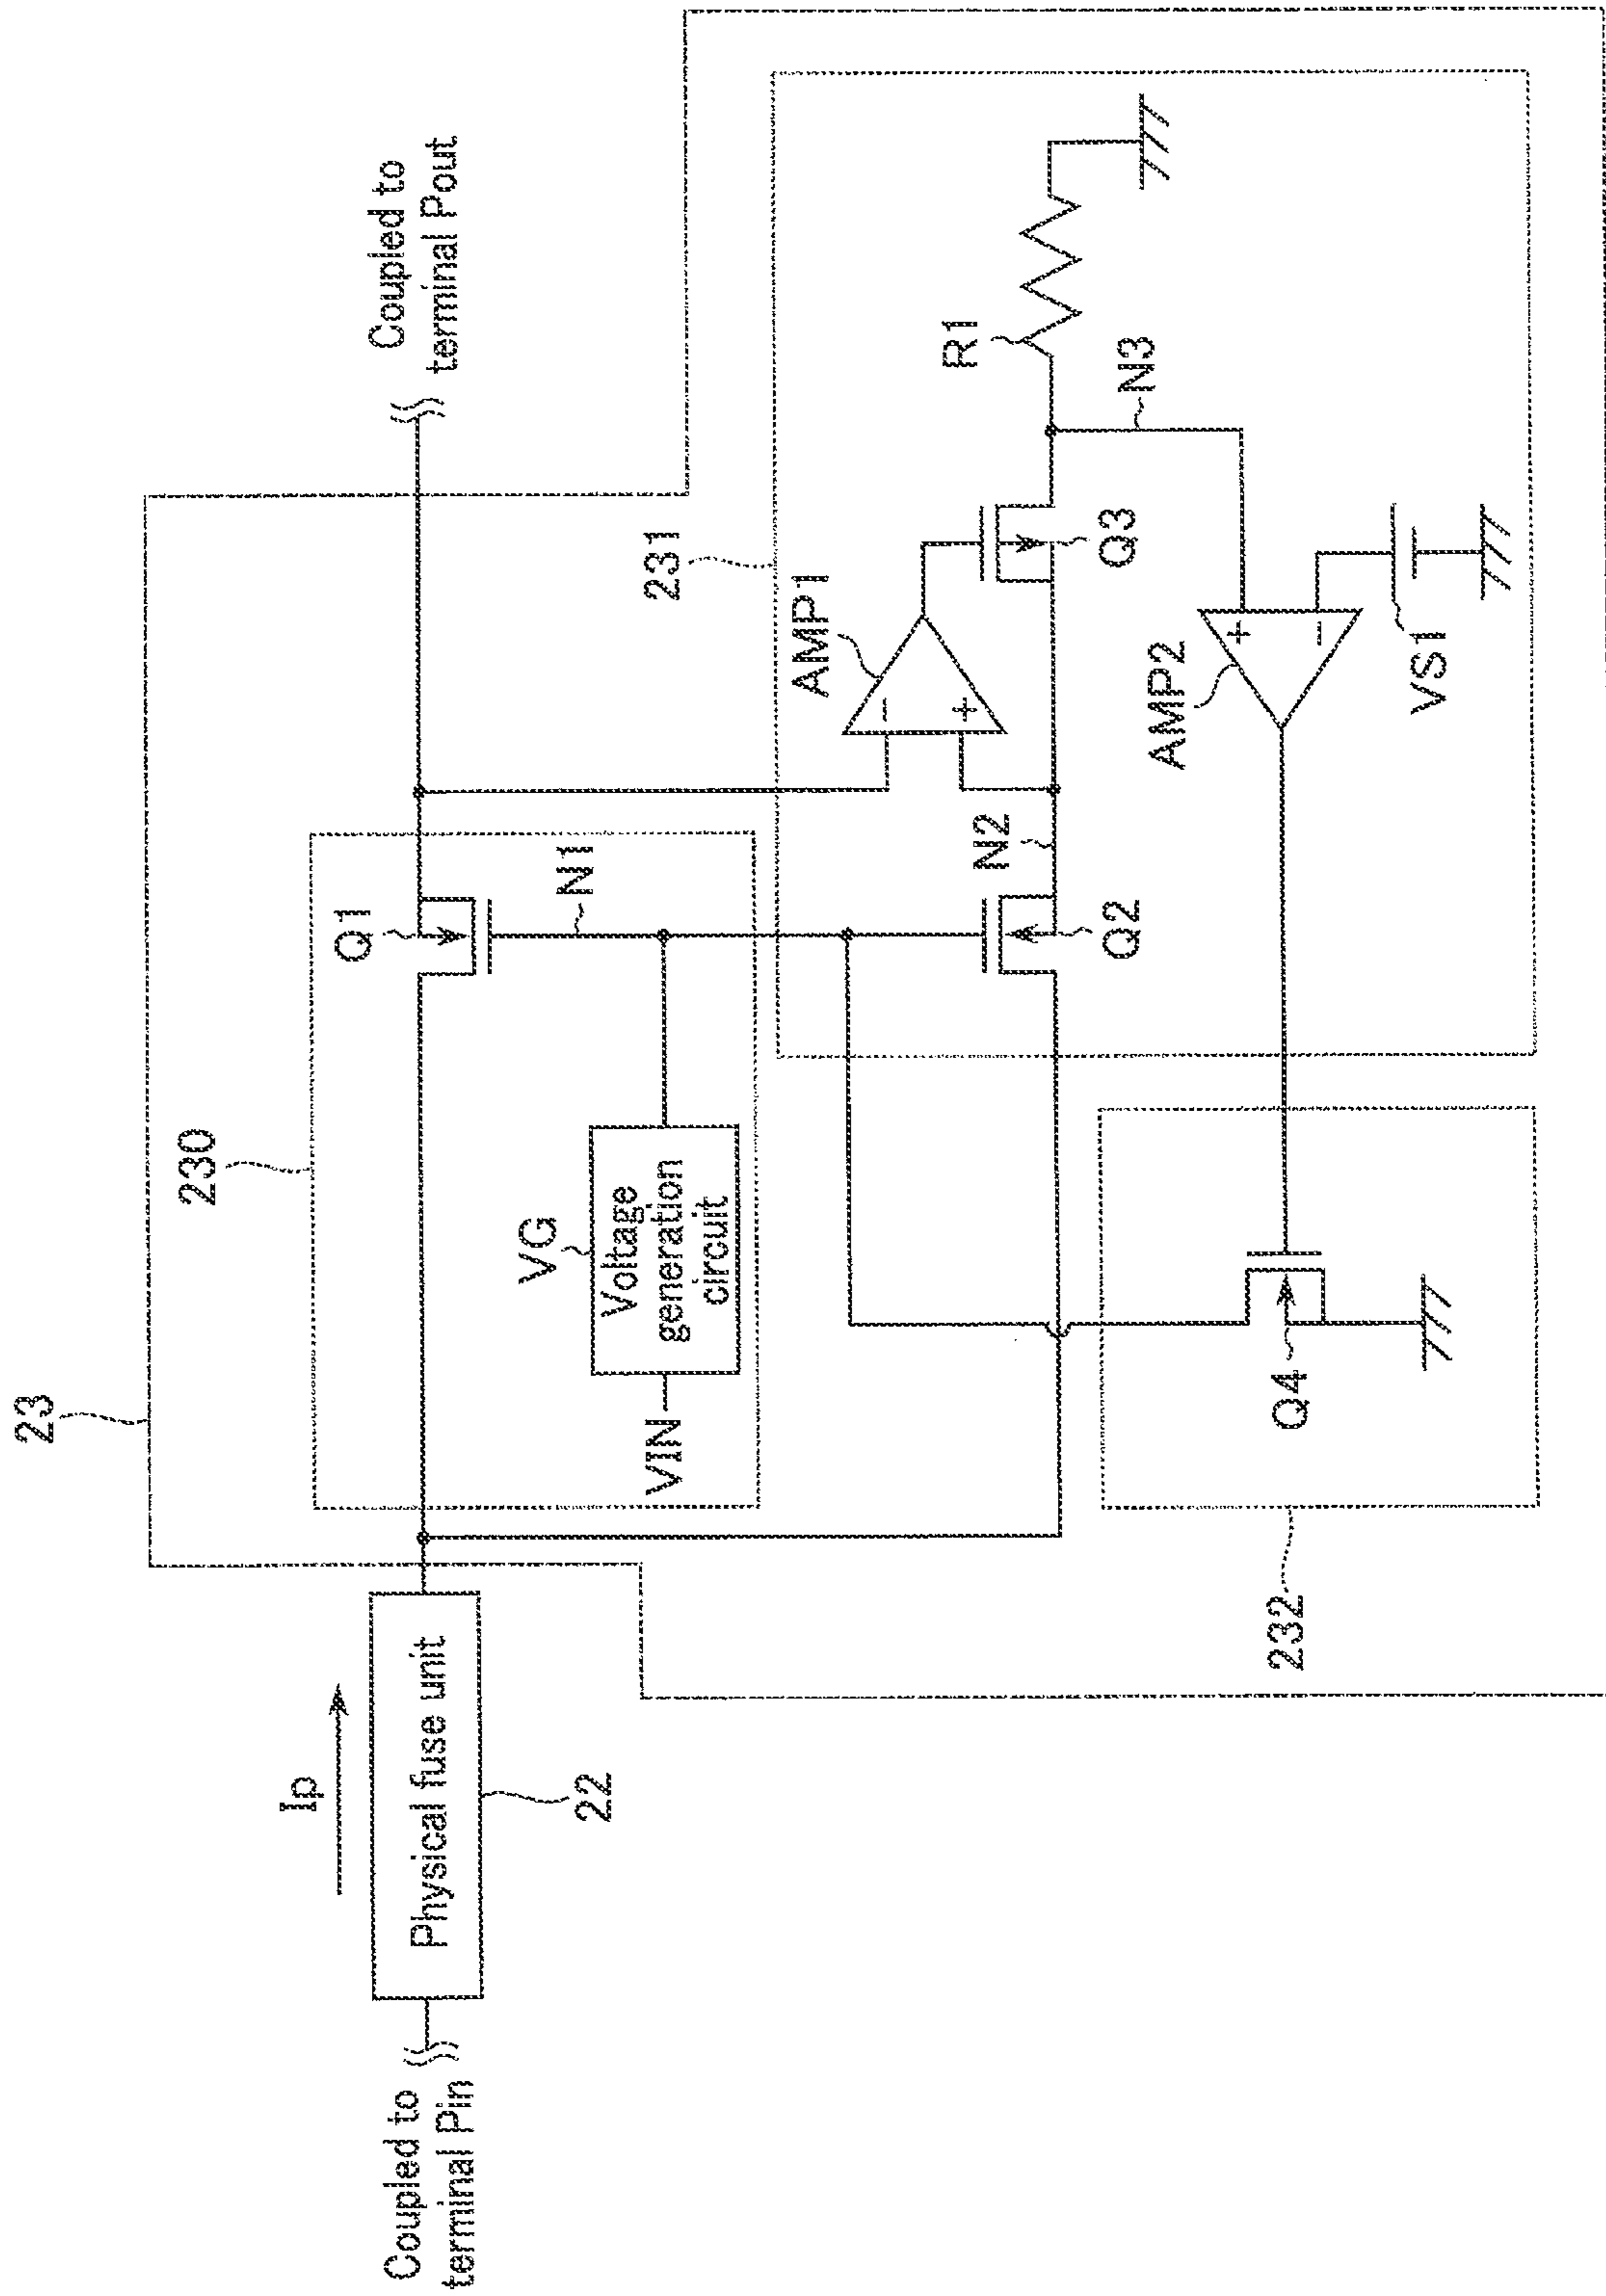 23
230
Coupled to
terminal Pout
Q1
N1
VG
Voltage
generation
circuit
VIN
Ip
Physical fuse unit
22
Coupled to
terminal Pin
231
AMP1
-
+
R1
N2
Q2
Q3
N3
AMP2
+
-
VS1
Q4
232